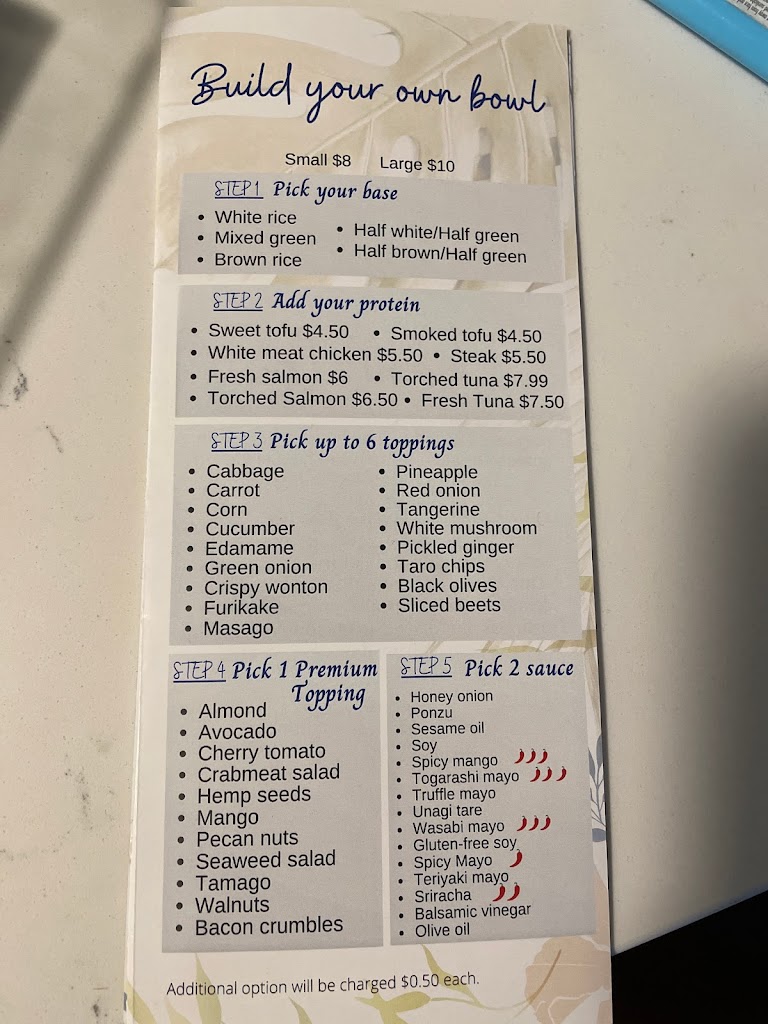 Build your own bowl
Small $8 Large $10
STEP 1 Pick your base
• White rice
• Mixed green
• Brown rice
• Half white/Half green
• Half brown/Half green
STEP 2 Add your protein
• Sweet tofu $4.50 • Smoked tofu $4.50
• White meat chicken $5.50 • Steak $5.50
• Fresh salmon $6 • Torched tuna $7.99
• Torched Salmon $6.50 • Fresh Tuna $7.50
STEP 3 Pick up to 6 toppings
• Cabbage
• Carrot
• Corn
• Cucumber
• Edamame
• Green onion
• Crispy wonton
• Furikake
• Masago
• Pineapple
• Red onion
• Tangerine
• White mushroom
• Pickled ginger
• Taro chips
• Black olives
• Sliced beets
STEP 4 Pick 1 Premium
Topping
• Almond
• Avocado
• Cherry tomato
• Crabmeat salad
• Hemp seeds
• Mango
• Pecan nuts
• Seaweed salad
• Tamago
• Walnuts
• Bacon crumbles
STEP 5 Pick 2 sauce
• Honey onion
• Ponzu
• Sesame oil
• Soy
• Spicy mango
• Togarashi mayo
• Truffle mayo
• Unagi tare
• Wasabi mayo
• Gluten-free soy
• Spicy Mayo
• Teriyaki mayo
• Sriracha
• Balsamic vinegar
• Olive oil
Additional option will be charged $0.50 each.